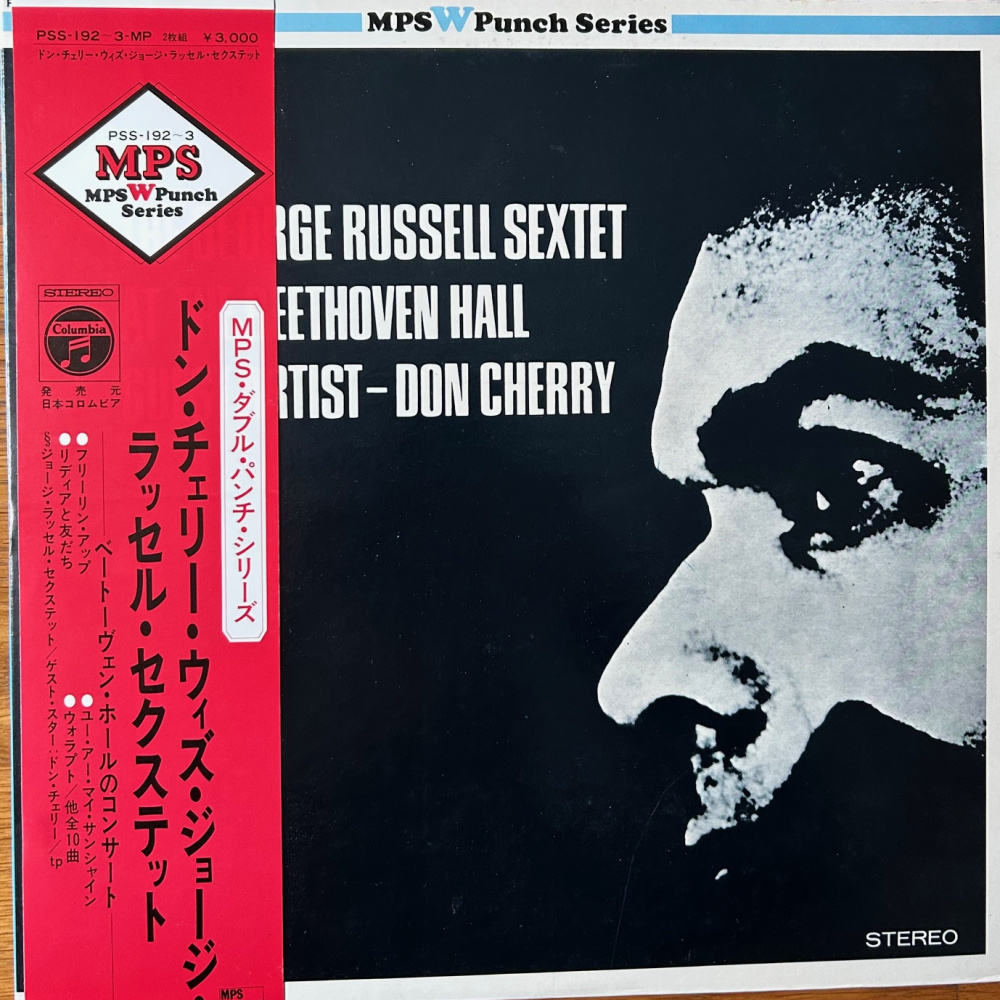 MPS W Punch Series
PSS-192~3-MP 2枚組 ¥3,000
ドン・チェリー・ウィズ・ジョージ・ラッセル・セクステット
PSS-192~3
MPS
MPS W Punch
Series
STEREO
Columbia
発売元
日本コロムビア
MPS・ダブル・パンチ・シリーズ
ドン・チェリー・ウィズ・ジョージ・
ラッセル・セクステット
ベートーヴェン・ホールのコンサート
●フリーリン・アップ
●ユー・アー・マイ・サンシャイン
●リディアと友だち
●ウォラプト/他全10曲
§ジョージ・ラッセル・セクステット/ゲスト・スター:ドン・チェリー/tp
MPS
RGE RUSSELL SEXTET
EETHOVEN HALL
RTIST – DON CHERRY
STEREO